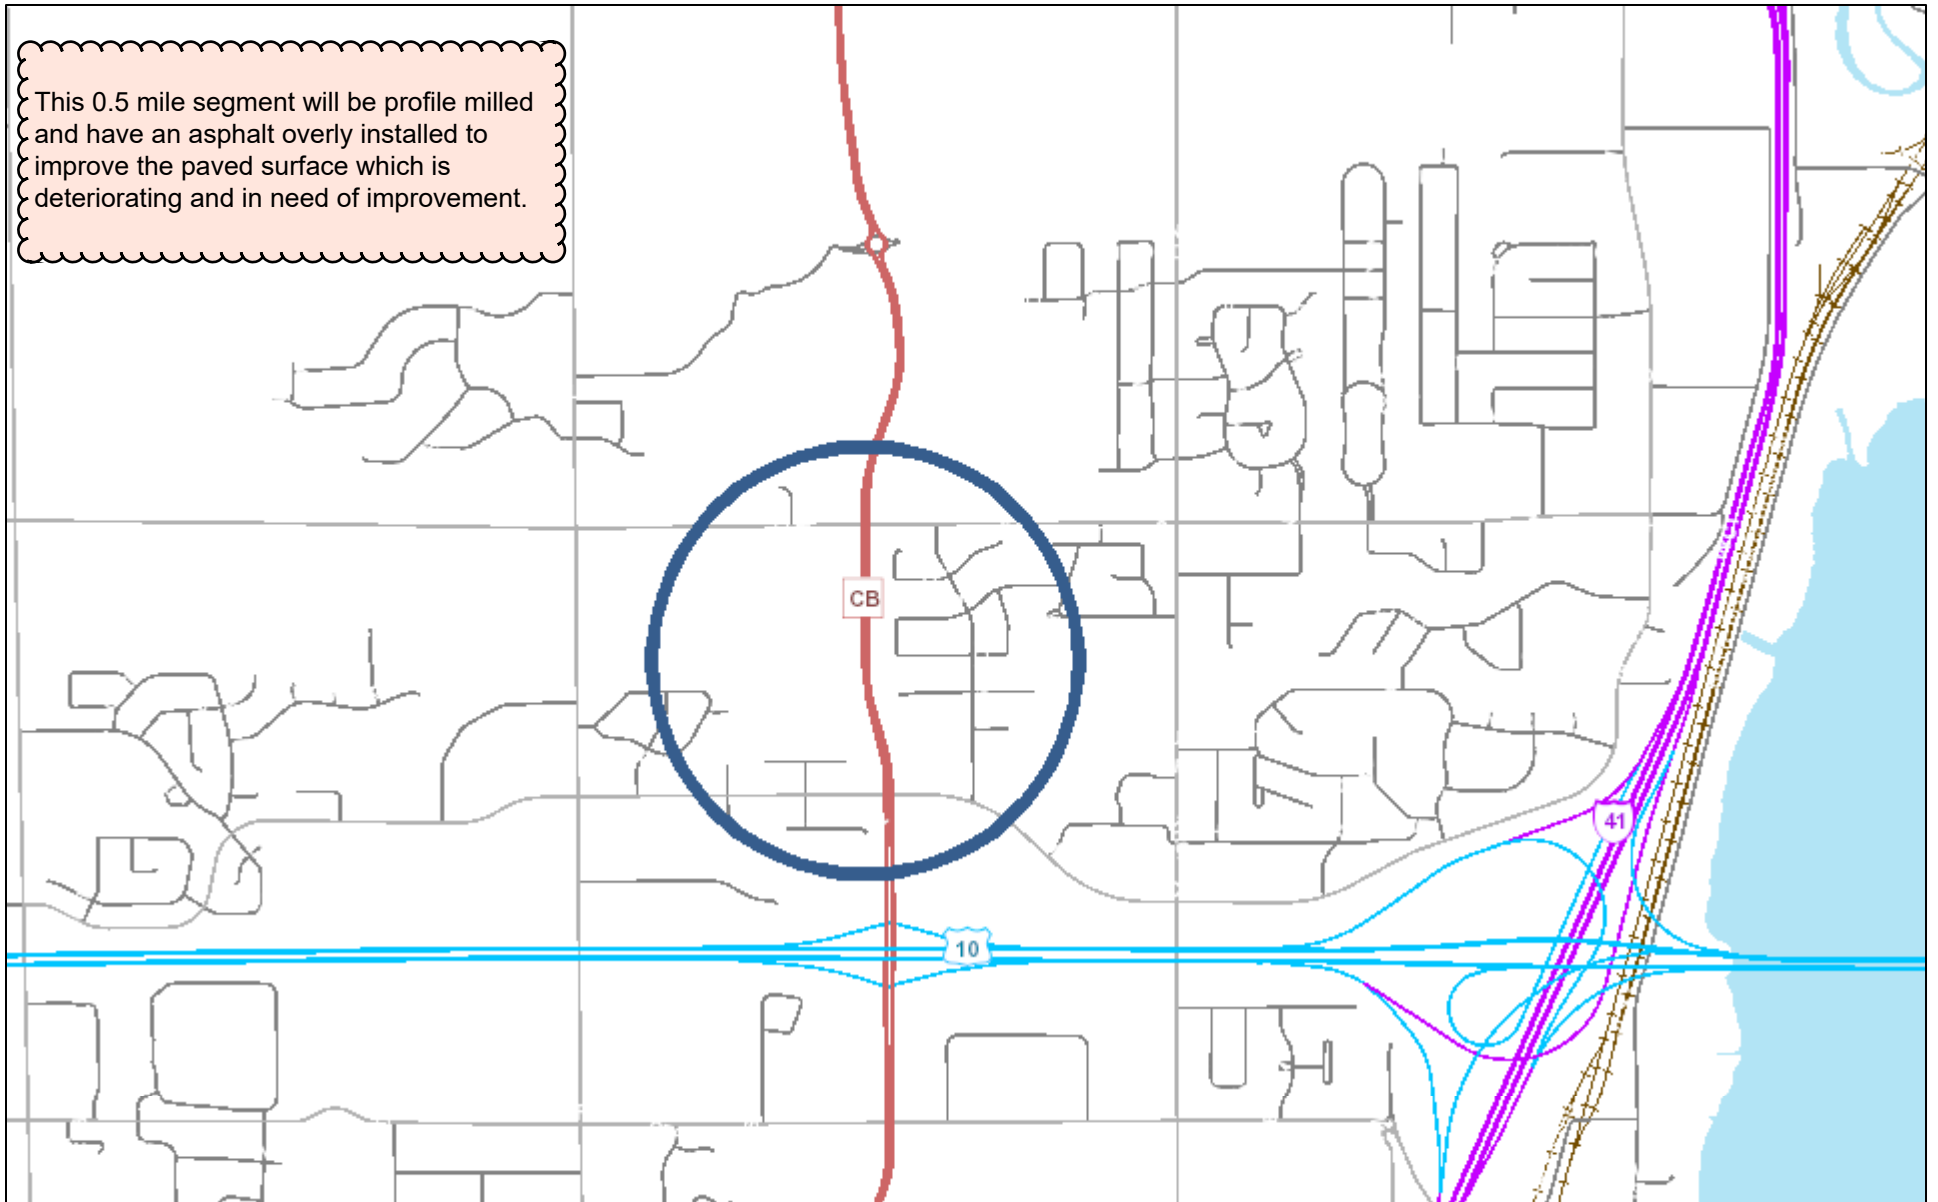 This 0.5 mile segment will be profile milled
and have an asphalt overly installed to
improve the paved surface which is
deteriorating and in need of improvement.
CB
41
10